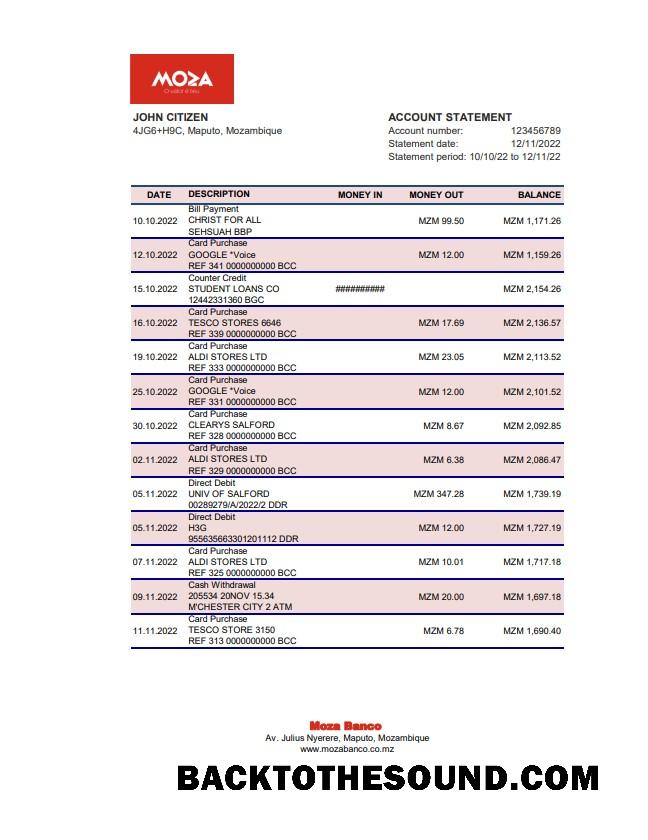 MOZA
O valor é seu
JOHN CITIZEN
4JG6+H9C, Maputo, Mozambique
ACCOUNT STATEMENT
Account number: 123456789
Statement date: 12/11/2022
Statement period: 10/10/22 to 12/11/22
DATE DESCRIPTION MONEY IN MONEY OUT BALANCE
Bill Payment
10.10.2022 CHRIST FOR ALL MZM 99.50 MZM 1,171.26
SEHSUAH BBP
Card Purchase
12.10.2022 GOOGLE *Voice MZM 12.00 MZM 1,159.26
REF 341 0000000000 BCC
Counter Credit
15.10.2022 STUDENT LOANS CO ########## MZM 2,154.26
12442331360 BGC
Card Purchase
16.10.2022 TESCO STORES 6646 MZM 17.69 MZM 2,136.57
REF 339 0000000000 BCC
Card Purchase
19.10.2022 ALDI STORES LTD MZM 23.05 MZM 2,113.52
REF 333 0000000000 BCC
Card Purchase
25.10.2022 GOOGLE *Voice MZM 12.00 MZM 2,101.52
REF 331 0000000000 BCC
Card Purchase
30.10.2022 CLEARYS SALFORD MZM 8.67 MZM 2,092.85
REF 328 0000000000 BCC
Card Purchase
02.11.2022 ALDI STORES LTD MZM 6.38 MZM 2,086.47
REF 329 0000000000 BCC
Direct Debit
05.11.2022 UNIV OF SALFORD MZM 347.28 MZM 1,739.19
00289279/A/2022/2 DDR
Direct Debit
05.11.2022 H3G MZM 12.00 MZM 1,727.19
955635663301201112 DDR
Card Purchase
07.11.2022 ALDI STORES LTD MZM 10.01 MZM 1,717.18
REF 325 0000000000 BCC
Cash Withdrawal
09.11.2022 205534 20NOV 15.34 MZM 20.00 MZM 1,697.18
M'CHESTER CITY 2 ATM
Card Purchase
11.11.2022 TESCO STORE 3150 MZM 6.78 MZM 1,690.40
REF 313 0000000000 BCC
Moza Banco
Av. Julius Nyerere, Maputo, Mozambique
www.mozabanco.co.mz
BACKTOTHESOUND.COM